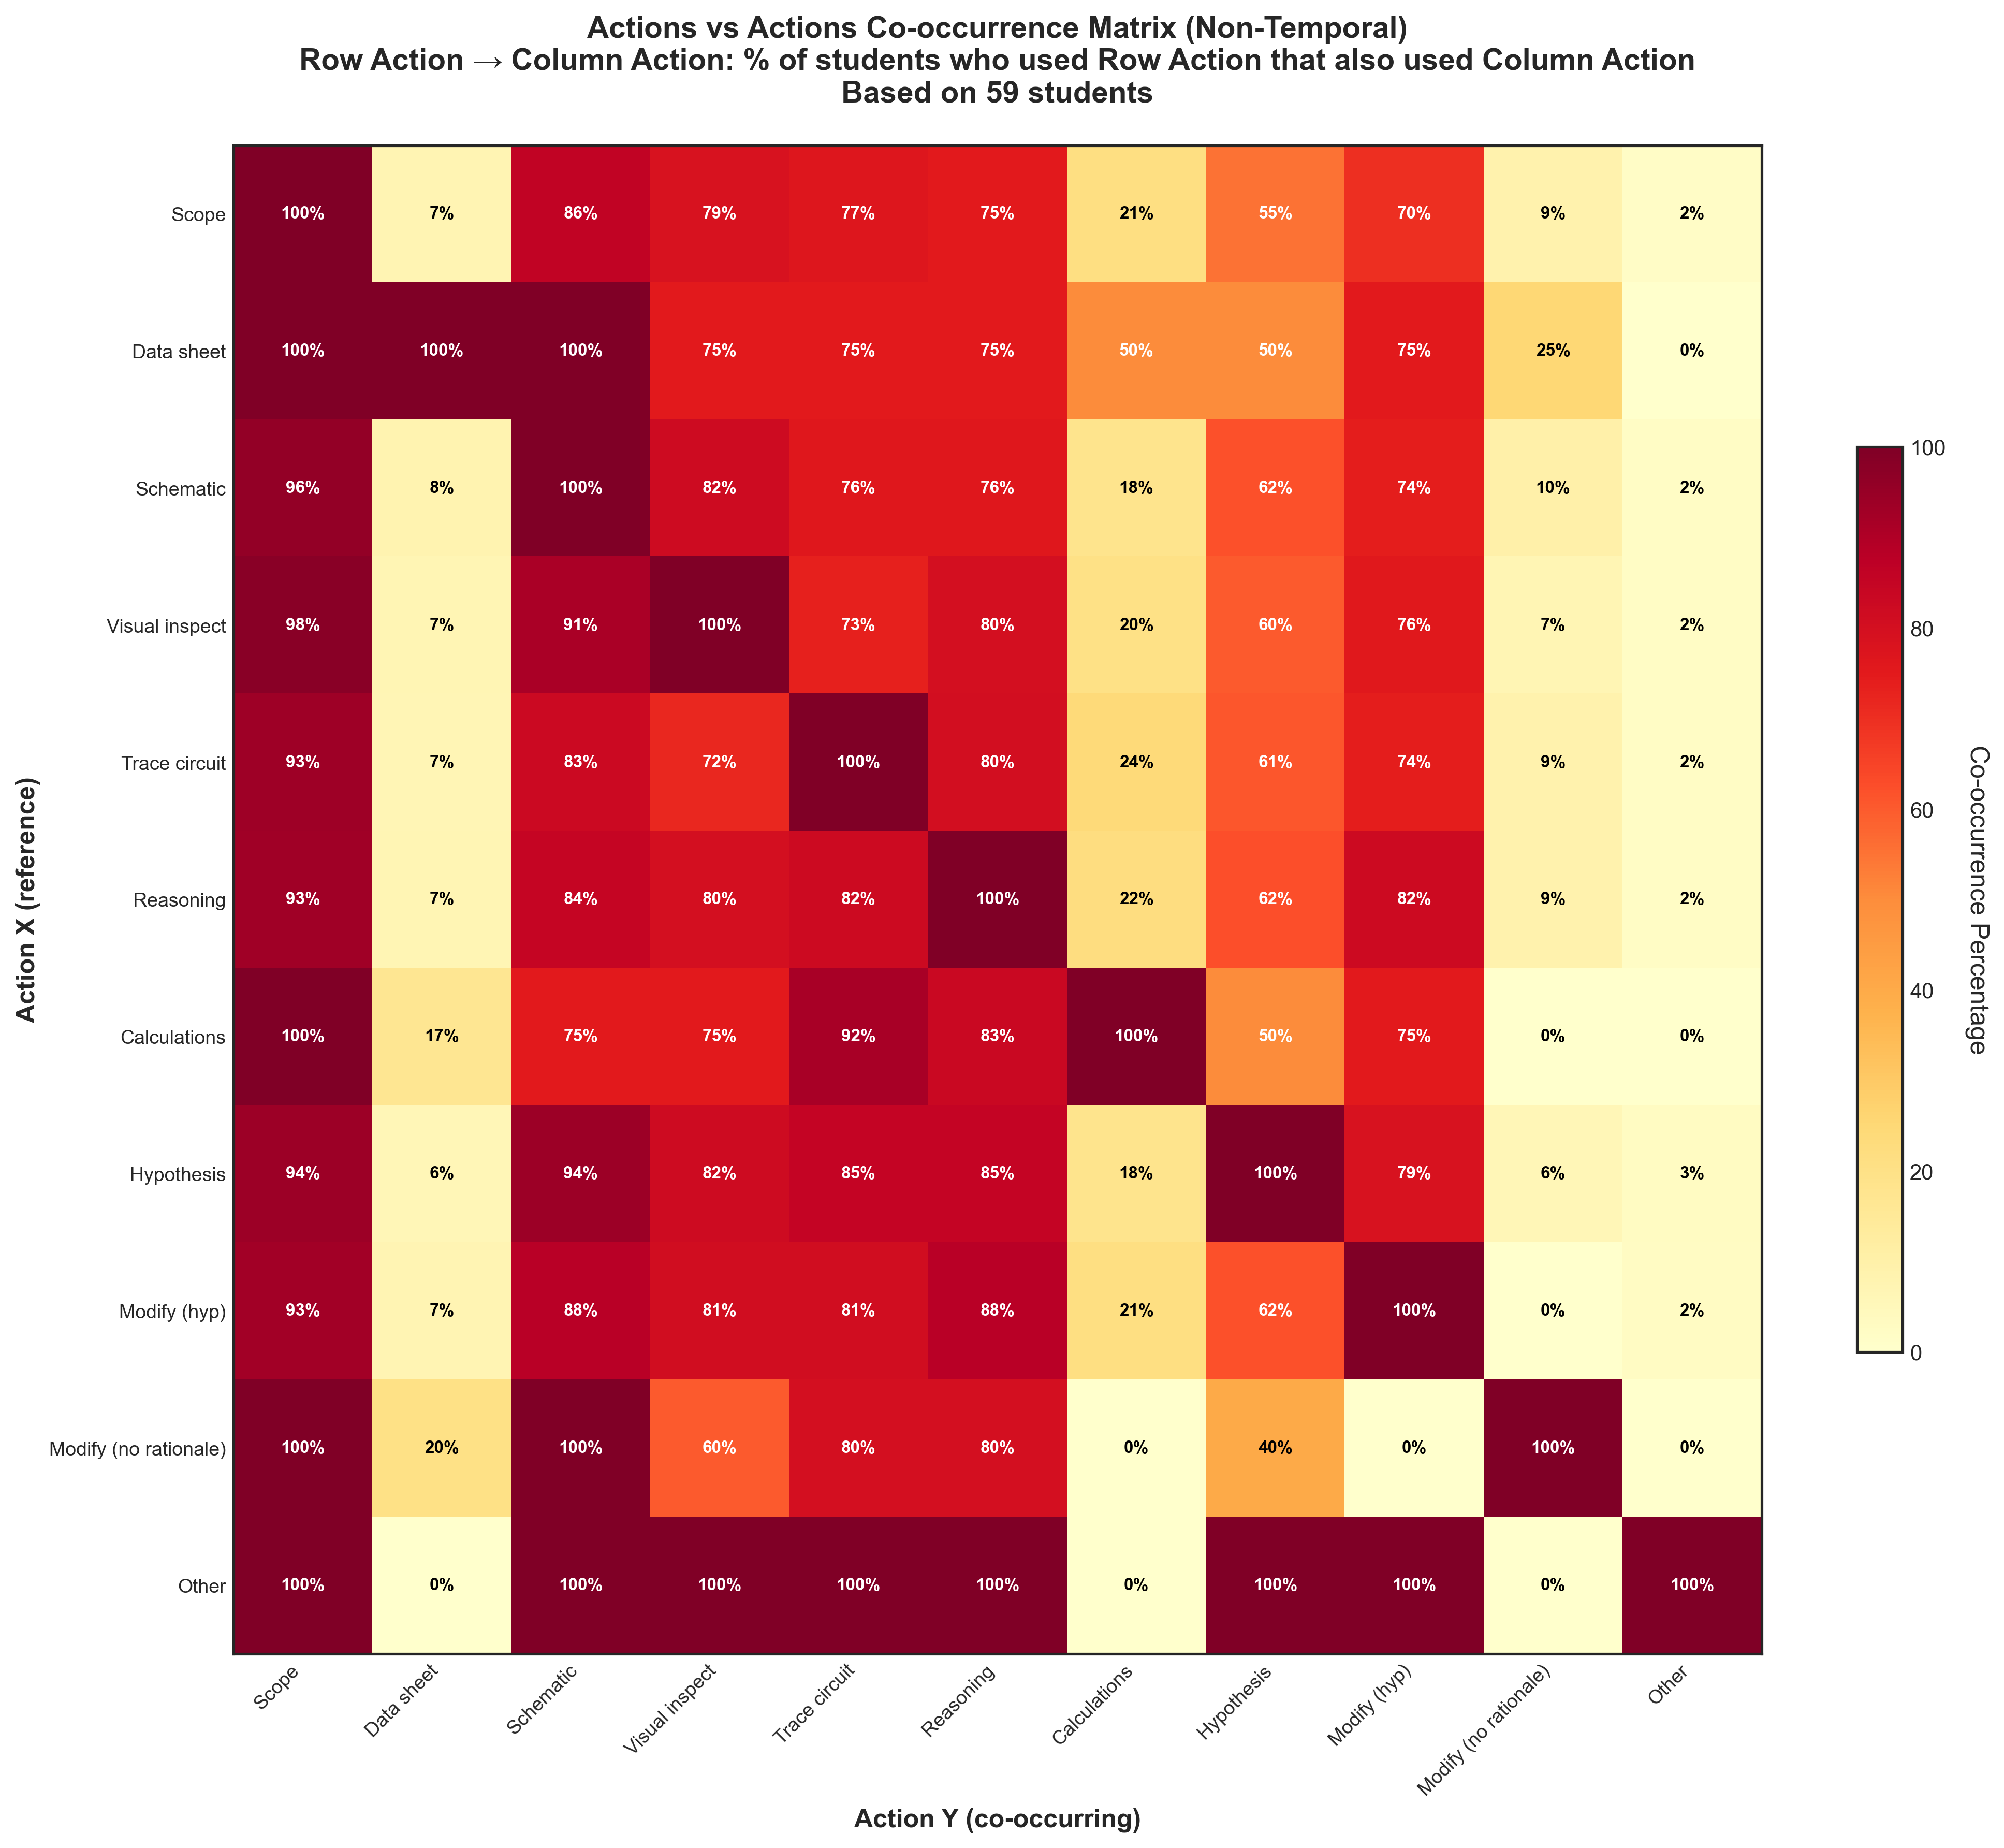 Actions vs Actions Co-occurrence Matrix (Non-Temporal)
Row Action → Column Action: % of students who used Row Action that also used Column Action
Based on 59 students
Action X (reference)
Scope 100% 7% 86% 79% 77% 75% 21% 55% 70% 9% 2%
Data sheet 100% 100% 100% 75% 75% 75% 50% 50% 75% 25% 0%
Schematic 96% 8% 100% 82% 76% 76% 18% 62% 74% 10% 2%
Visual inspect 98% 7% 91% 100% 73% 80% 20% 60% 76% 7% 2%
Trace circuit 93% 7% 83% 72% 100% 80% 24% 61% 74% 9% 2%
Reasoning 93% 7% 84% 80% 82% 100% 22% 62% 82% 9% 2%
Calculations 100% 17% 75% 75% 92% 83% 100% 50% 75% 0% 0%
Hypothesis 94% 6% 94% 82% 85% 85% 18% 100% 79% 6% 3%
Modify (hyp) 93% 7% 88% 81% 81% 88% 21% 62% 100% 0% 2%
Modify (no rationale) 100% 20% 100% 60% 80% 80% 0% 40% 0% 100% 0%
Other 100% 0% 100% 100% 100% 100% 0% 100% 100% 0% 100%
Scope
Data sheet
Schematic
Visual inspect
Trace circuit
Reasoning
Calculations
Hypothesis
Modify (hyp)
Modify (no rationale)
Other
Action Y (co-occurring)
100
80
60
40
20
0
Co-occurrence Percentage